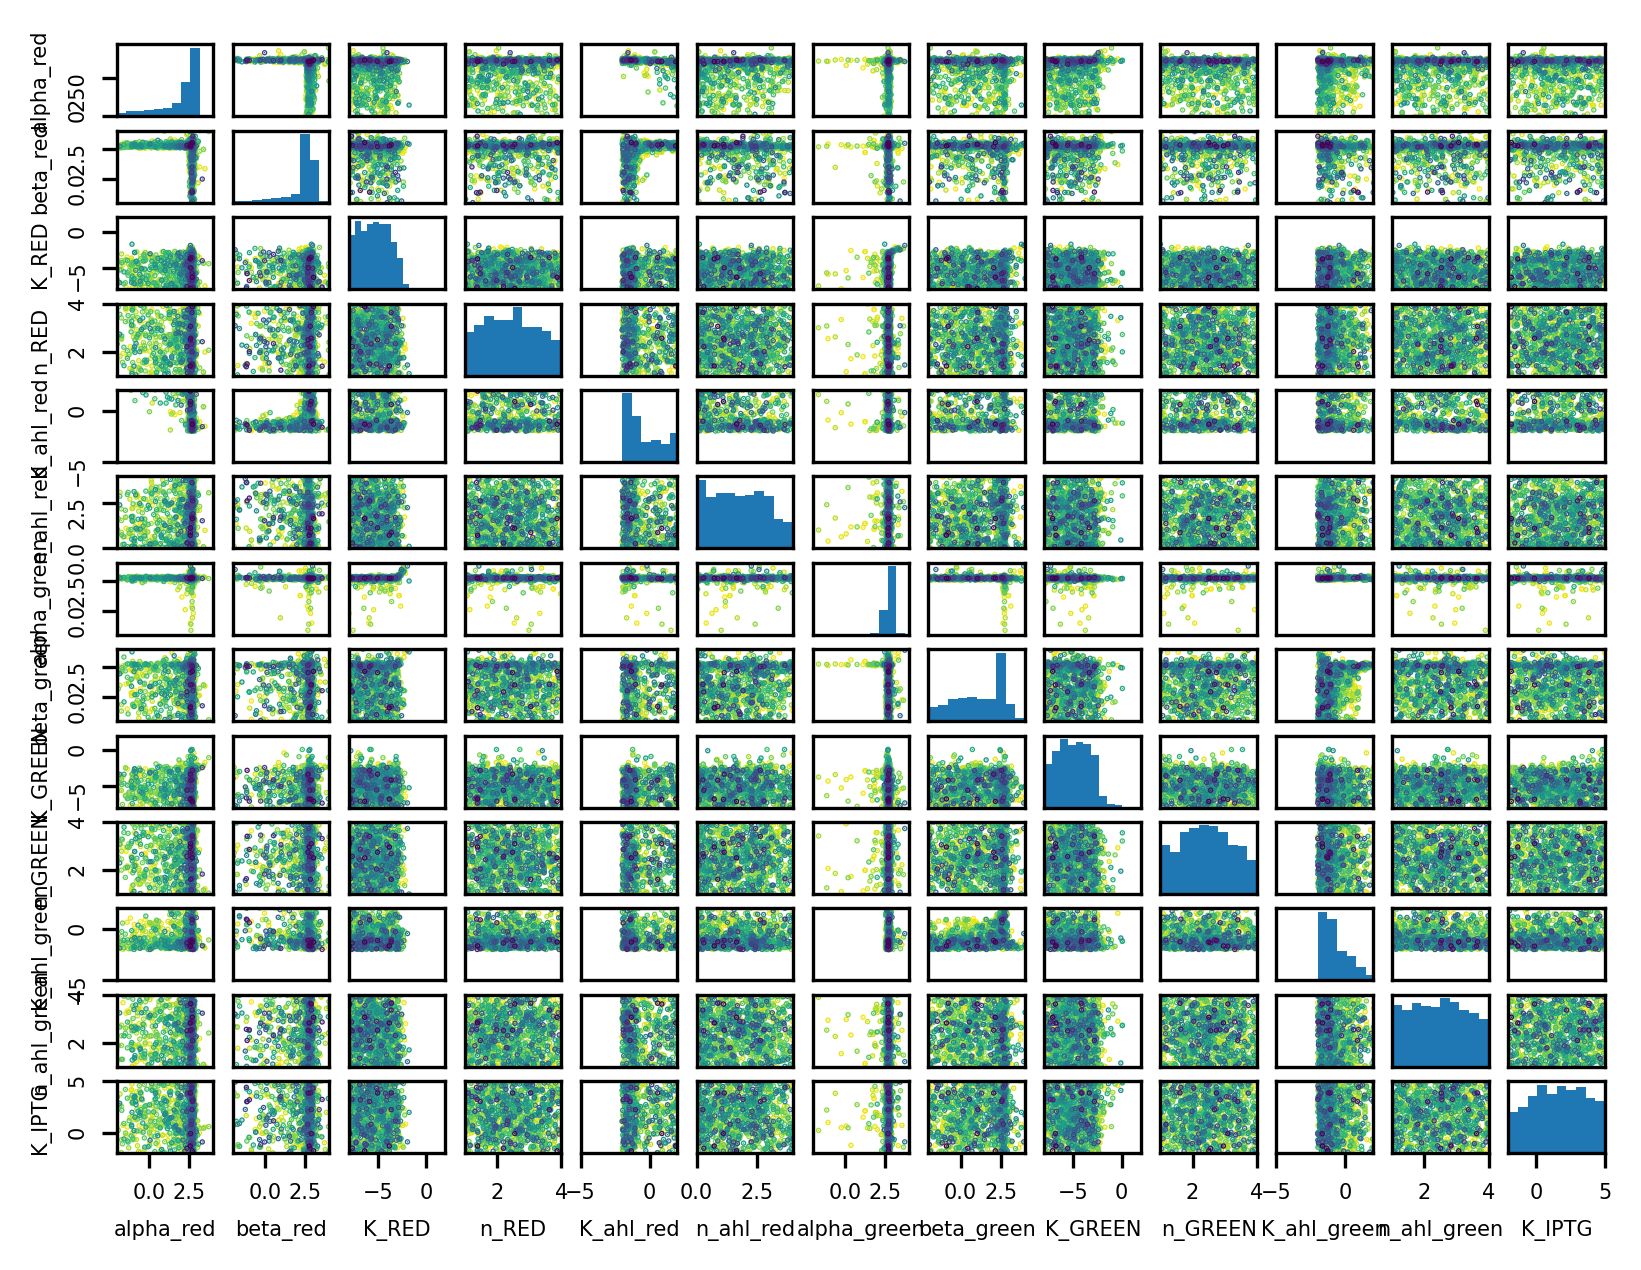 alpha_red
0 250
beta_red
0.0 2.5
K_RED
−5 0
n_RED
2 4
K_ahl_red
−5 0
n_ahl_red
0.0 2.5
alpha_green
0.0 2.5 5.0
beta_green
0.0 2.5
K_GREEN
−5 0
n_GREEN
2 4
K_ahl_green
0
n_ahl_green
2 4
K_IPTG
0 5
0.0 2.5 0.0 2.5 −5 0 2 4 −5 0 0.0 2.5 0.0 2.5 0.0 2.5 −5 0 2 4 −5 0 2 4 0 5
alpha_red beta_red K_RED n_RED K_ahl_red n_ahl_red alpha_green beta_green K_GREEN n_GREEN K_ahl_green n_ahl_green K_IPTG